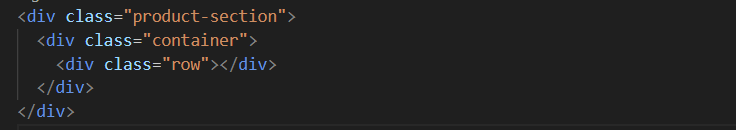 <div class="product-section">
<div class="container">
<div class="row"></div>
</div>
</div>